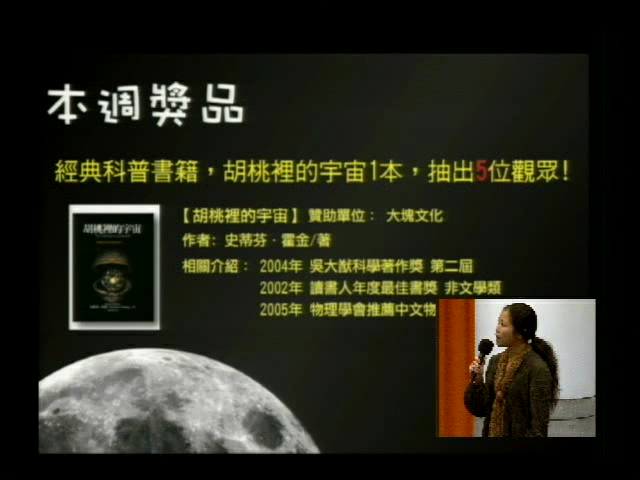 本週獎品
經典科普書籍，胡桃裡的宇宙1本，抽出5位觀眾!
胡桃裡的宇宙
【胡桃裡的宇宙】 贊助單位： 大塊文化
作者: 史蒂芬‧霍金/著
相關介紹： 2004年 吳大猷科學著作獎 第二屆
2002年 讀書人年度最佳書獎 非文學類
2005年 物理學會推薦中文物